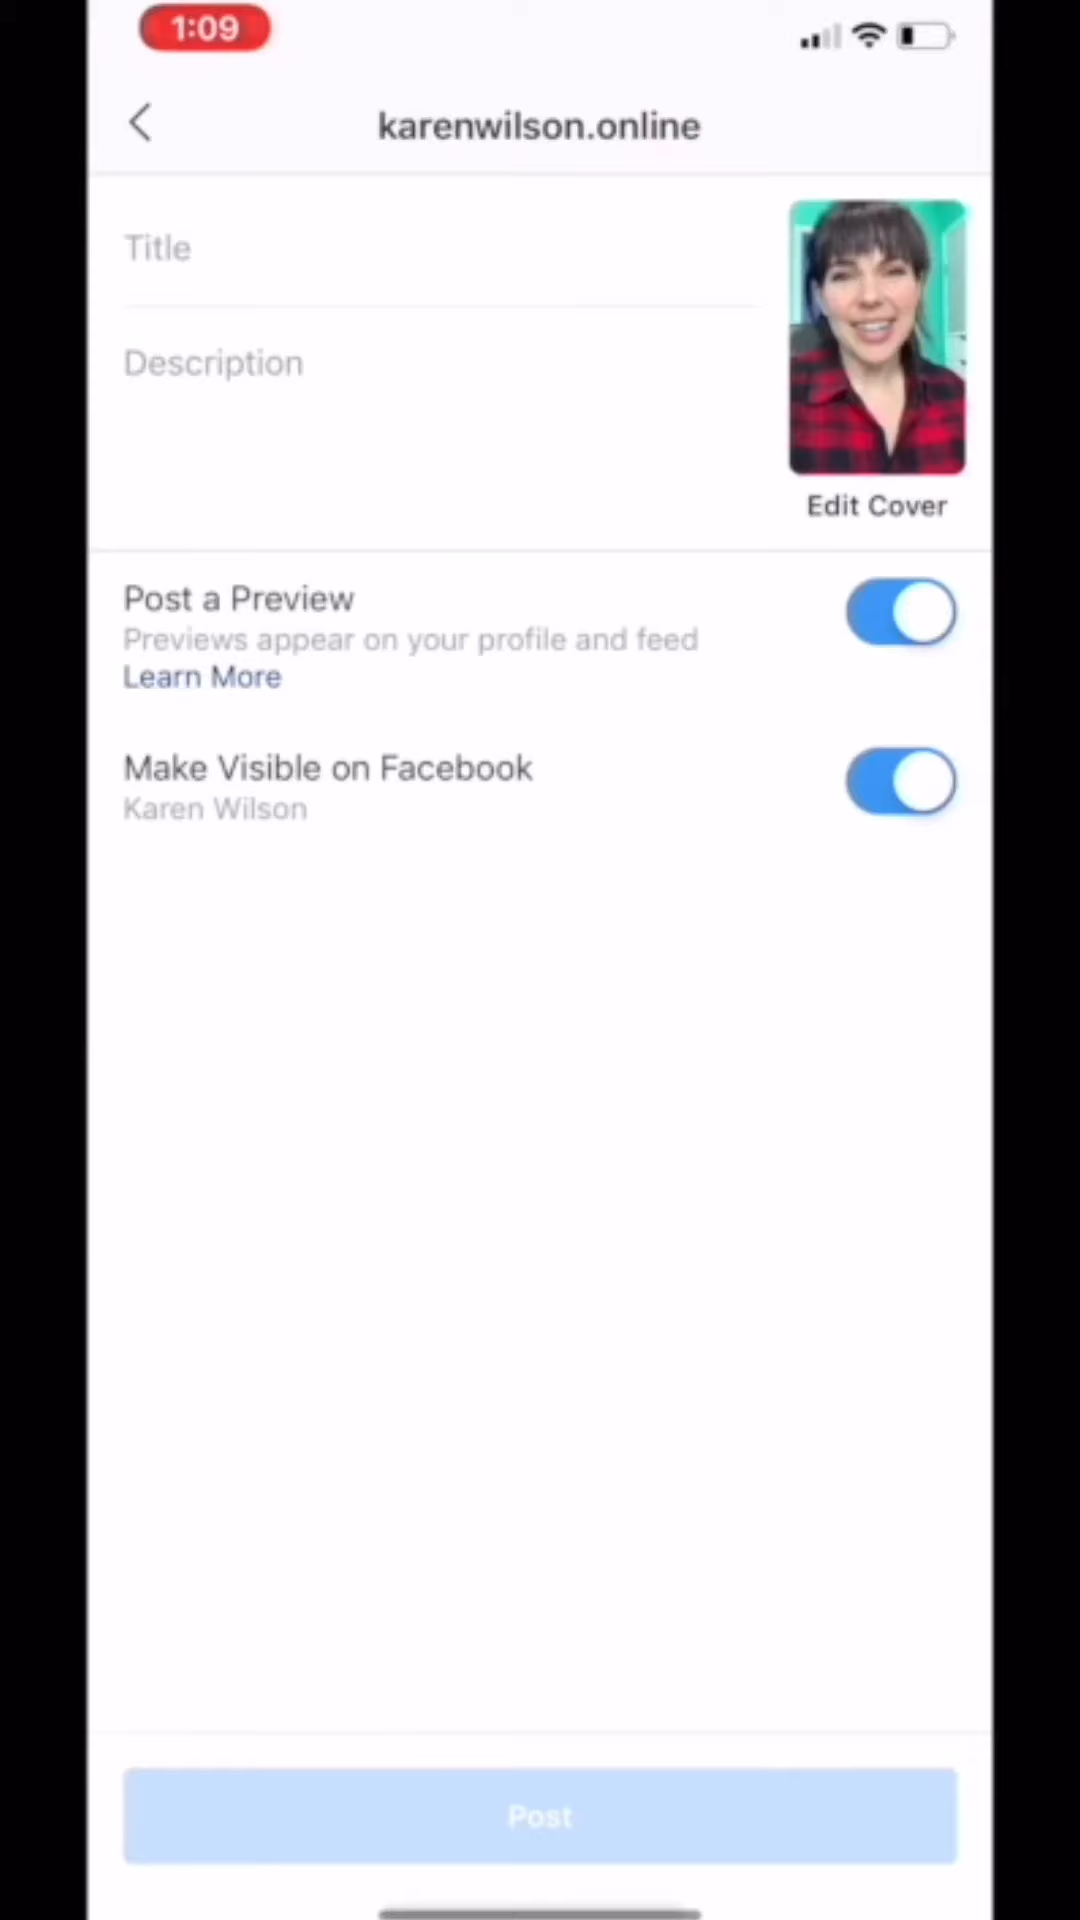 1:09
karenwilson.online
Title
Description
Edit Cover
Post a Preview
Previews appear on your profile and feed
Learn More
Make Visible on Facebook
Karen Wilson
Post